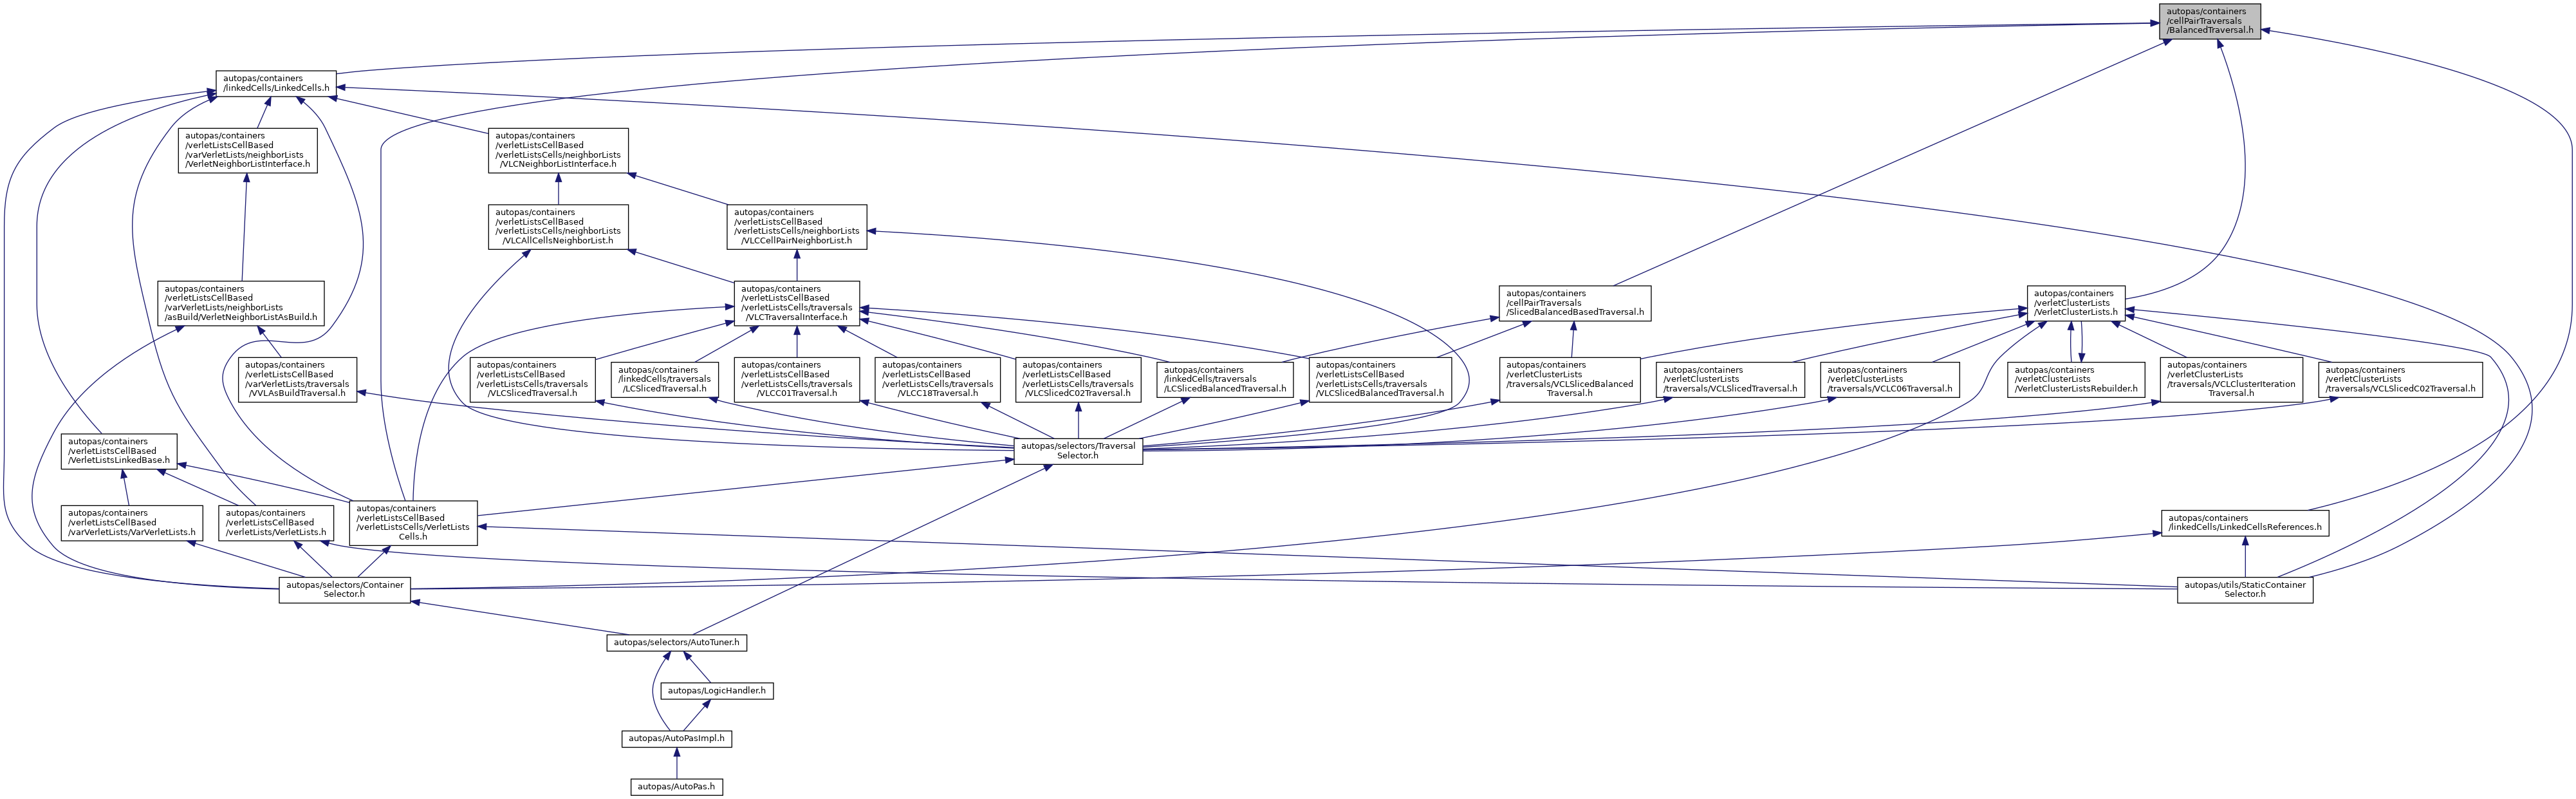 autopas/containers
/cellPairTraversals
/BalancedTraversal.h
autopas/containers
/linkedCells/LinkedCells.h
autopas/containers
/verletListsCellBased
/varVerletLists/neighborLists
/VerletNeighborListInterface.h
autopas/containers
/verletListsCellBased
/verletListsCells/neighborLists
/VLCNeighborListInterface.h
autopas/containers
/verletListsCellBased
/verletListsCells/neighborLists
/VLCAllCellsNeighborList.h
autopas/containers
/verletListsCellBased
/verletListsCells/neighborLists
/VLCCellPairNeighborList.h
autopas/containers
/verletListsCellBased
/varVerletLists/neighborLists
/asBuild/VerletNeighborListAsBuild.h
autopas/containers
/verletListsCellBased
/verletListsCells/traversals
/VLCTraversalInterface.h
autopas/containers
/cellPairTraversals
/SlicedBalancedBasedTraversal.h
autopas/containers
/verletClusterLists
/VerletClusterLists.h
autopas/containers
/verletListsCellBased
/varVerletLists/traversals
/VVLAsBuildTraversal.h
autopas/containers
/verletListsCellBased
/verletListsCells/traversals
/VLCSlicedTraversal.h
autopas/containers
/linkedCells/traversals
/LCSlicedTraversal.h
autopas/containers
/verletListsCellBased
/verletListsCells/traversals
/VLCC01Traversal.h
autopas/containers
/verletListsCellBased
/verletListsCells/traversals
/VLCC18Traversal.h
autopas/containers
/verletListsCellBased
/verletListsCells/traversals
/VLCSlicedC02Traversal.h
autopas/containers
/linkedCells/traversals
/LCSlicedBalancedTraversal.h
autopas/containers
/verletListsCellBased
/verletListsCells/traversals
/VLCSlicedBalancedTraversal.h
autopas/containers
/verletClusterLists
/traversals/VCLSlicedBalanced
Traversal.h
autopas/containers
/verletClusterLists
/traversals/VCLSlicedTraversal.h
autopas/containers
/verletClusterLists
/traversals/VCLC06Traversal.h
autopas/containers
/verletClusterLists
/VerletClusterListsRebuilder.h
autopas/containers
/verletClusterLists
/traversals/VCLClusterIteration
Traversal.h
autopas/containers
/verletClusterLists
/traversals/VCLSlicedC02Traversal.h
autopas/containers
/verletListsCellBased
/VerletListsLinkedBase.h
autopas/selectors/Traversal
Selector.h
autopas/containers
/verletListsCellBased
/varVerletLists/VarVerletLists.h
autopas/containers
/verletListsCellBased
/verletLists/VerletLists.h
autopas/containers
/verletListsCellBased
/verletListsCells/VerletLists
Cells.h
autopas/containers
/linkedCells/LinkedCellsReferences.h
autopas/selectors/Container
Selector.h
autopas/utils/StaticContainer
Selector.h
autopas/selectors/AutoTuner.h
autopas/LogicHandler.h
autopas/AutoPasImpl.h
autopas/AutoPas.h